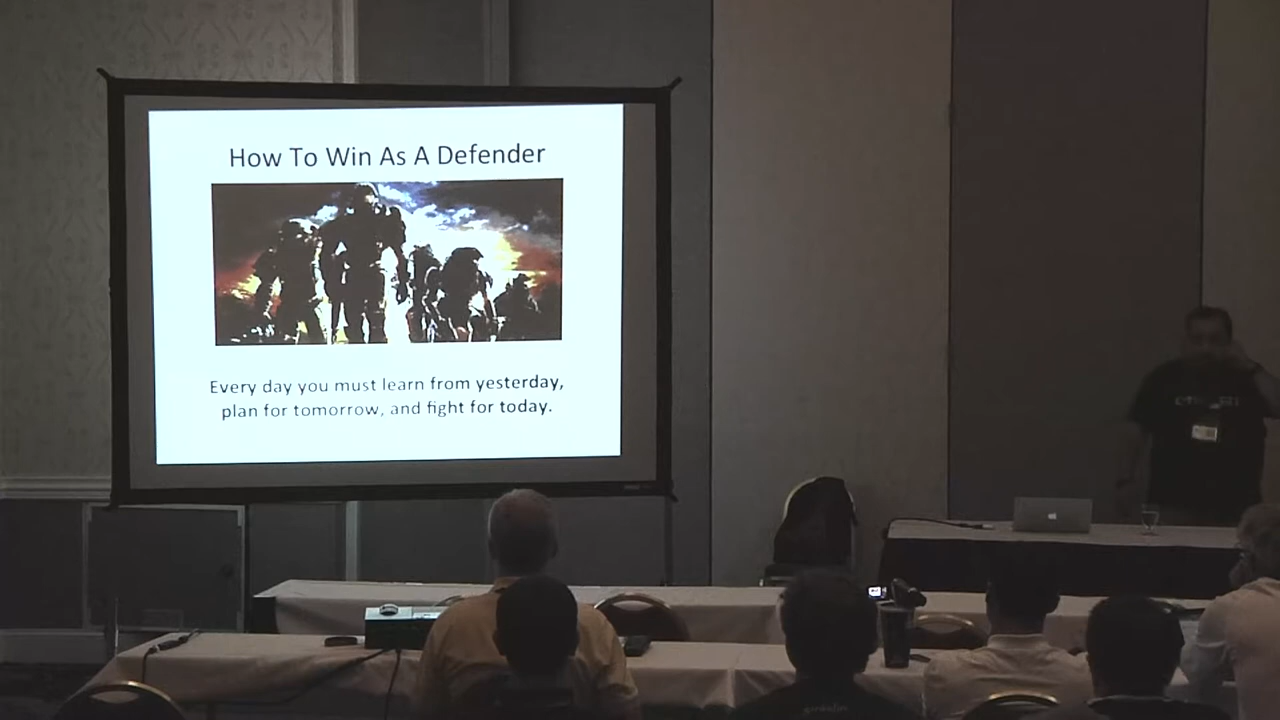 How To Win As A Defender
Every day you must learn from yesterday,
plan for tomorrow, and fight for today.